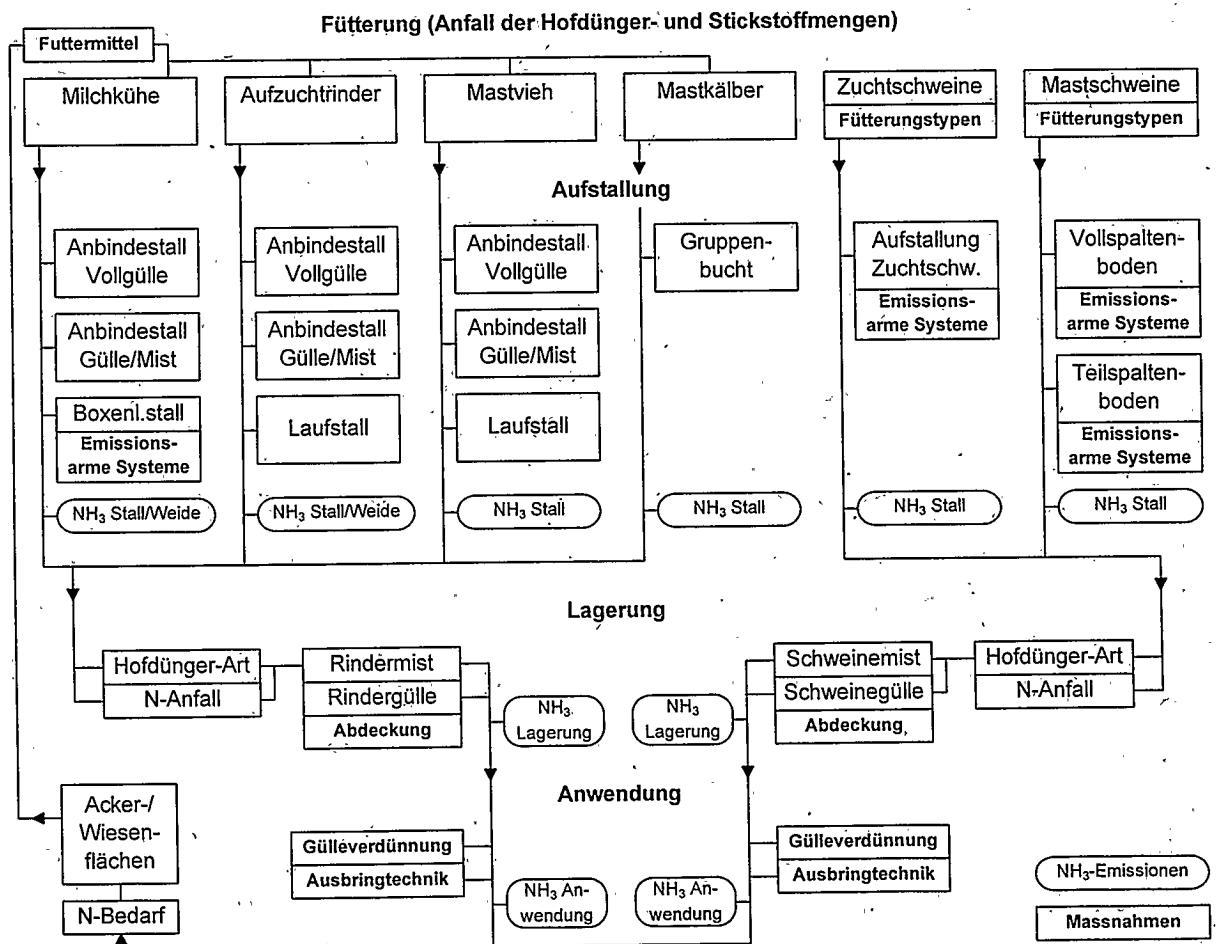 Fütterung (Anfall der Hofdünger- und Stickstoffmengen)
Futtermittel
Milchkühe
Aufzuchtrinder
Mastvieh
Mastkälber
Zuchtschweine
Fütterungstypen
Mastschweine
Fütterungstypen
Aufstallung
Anbindestall
Vollgülle
Anbindestall
Gülle/Mist
Boxenl.stall
Emissions-
arme Systeme
NH₃ Stall/Weide
Anbindestall
Vollgülle
Anbindestall
Gülle/Mist
Laufstall
NH₃ Stall/Weide
Anbindestall
Vollgülle
Anbindestall
Gülle/Mist
Laufstall
NH₃ Stall
Gruppen-
bucht
NH₃ Stall
Aufstallung
Zuchtschw.
Emissions-
arme Systeme
NH₃ Stall
Vollspalten-
boden
Emissions-
arme Systeme
Teilspalten-
boden
Emissions-
arme Systeme
NH₃ Stall
Lagerung
Hofdünger-Art
N-Anfall
Rindermist
Rindergülle
Abdeckung
NH₃
Lagerung
NH₃
Lagerung
Schweinemist
Schweinegülle
Abdeckung
Hofdünger-Art
N-Anfall
Anwendung
Acker-/
Wiesen-
flächen
N-Bedarf
Gülleverdünnung
Ausbringtechnik
NH₃ An-
wendung
NH₃ An-
wendung
Gülleverdünnung
Ausbringtechnik
NH₃-Emissionen
Massnahmen